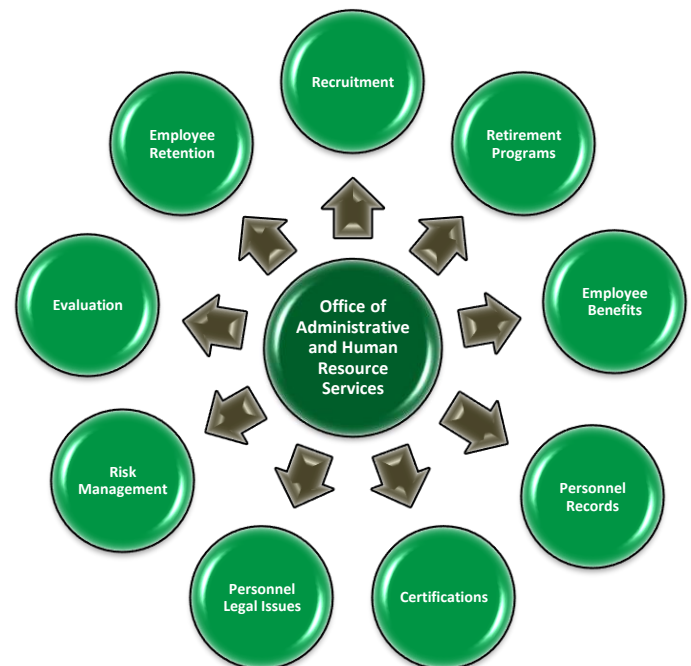 Recruitment
Retirement
Programs
Employee
Benefits
Personnel
Records
Certifications
Personnel
Legal Issues
Risk
Management
Evaluation
Employee
Retention
Office of
Administrative
and Human
Resource
Services